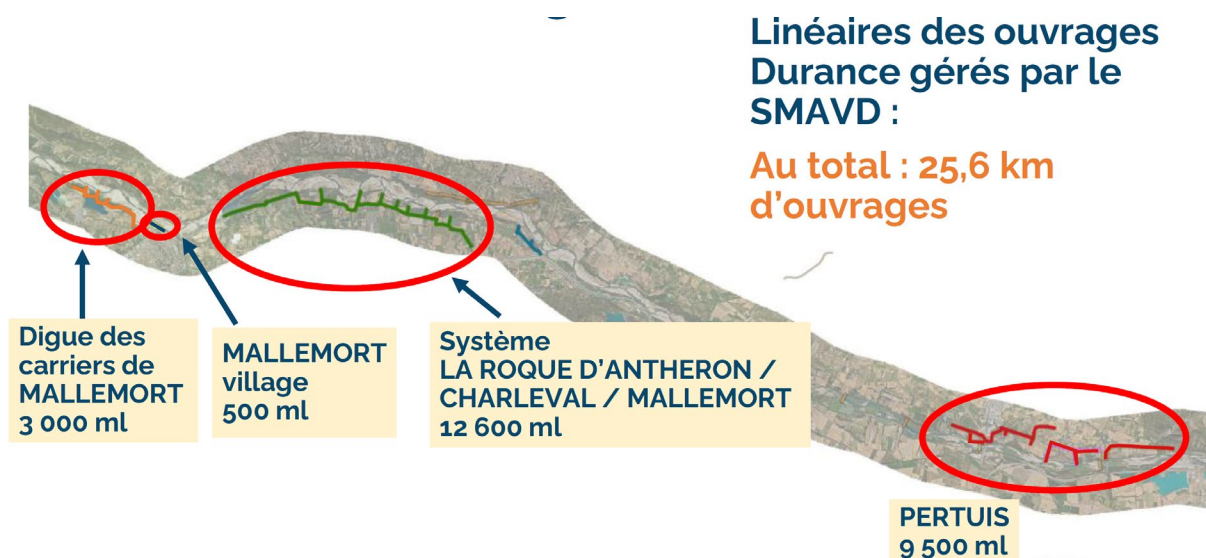 Linéaires des ouvrages
Durance gérés par le
SMAVD :
Au total : 25,6 km
d'ouvrages
Digue des
carriers de
MALLEMORT
3 000 ml
MALLEMORT
village
500 ml
Système
LA ROQUE D'ANTHERON /
CHARLEVAL / MALLEMORT
12 600 ml
PERTUIS
9 500 ml